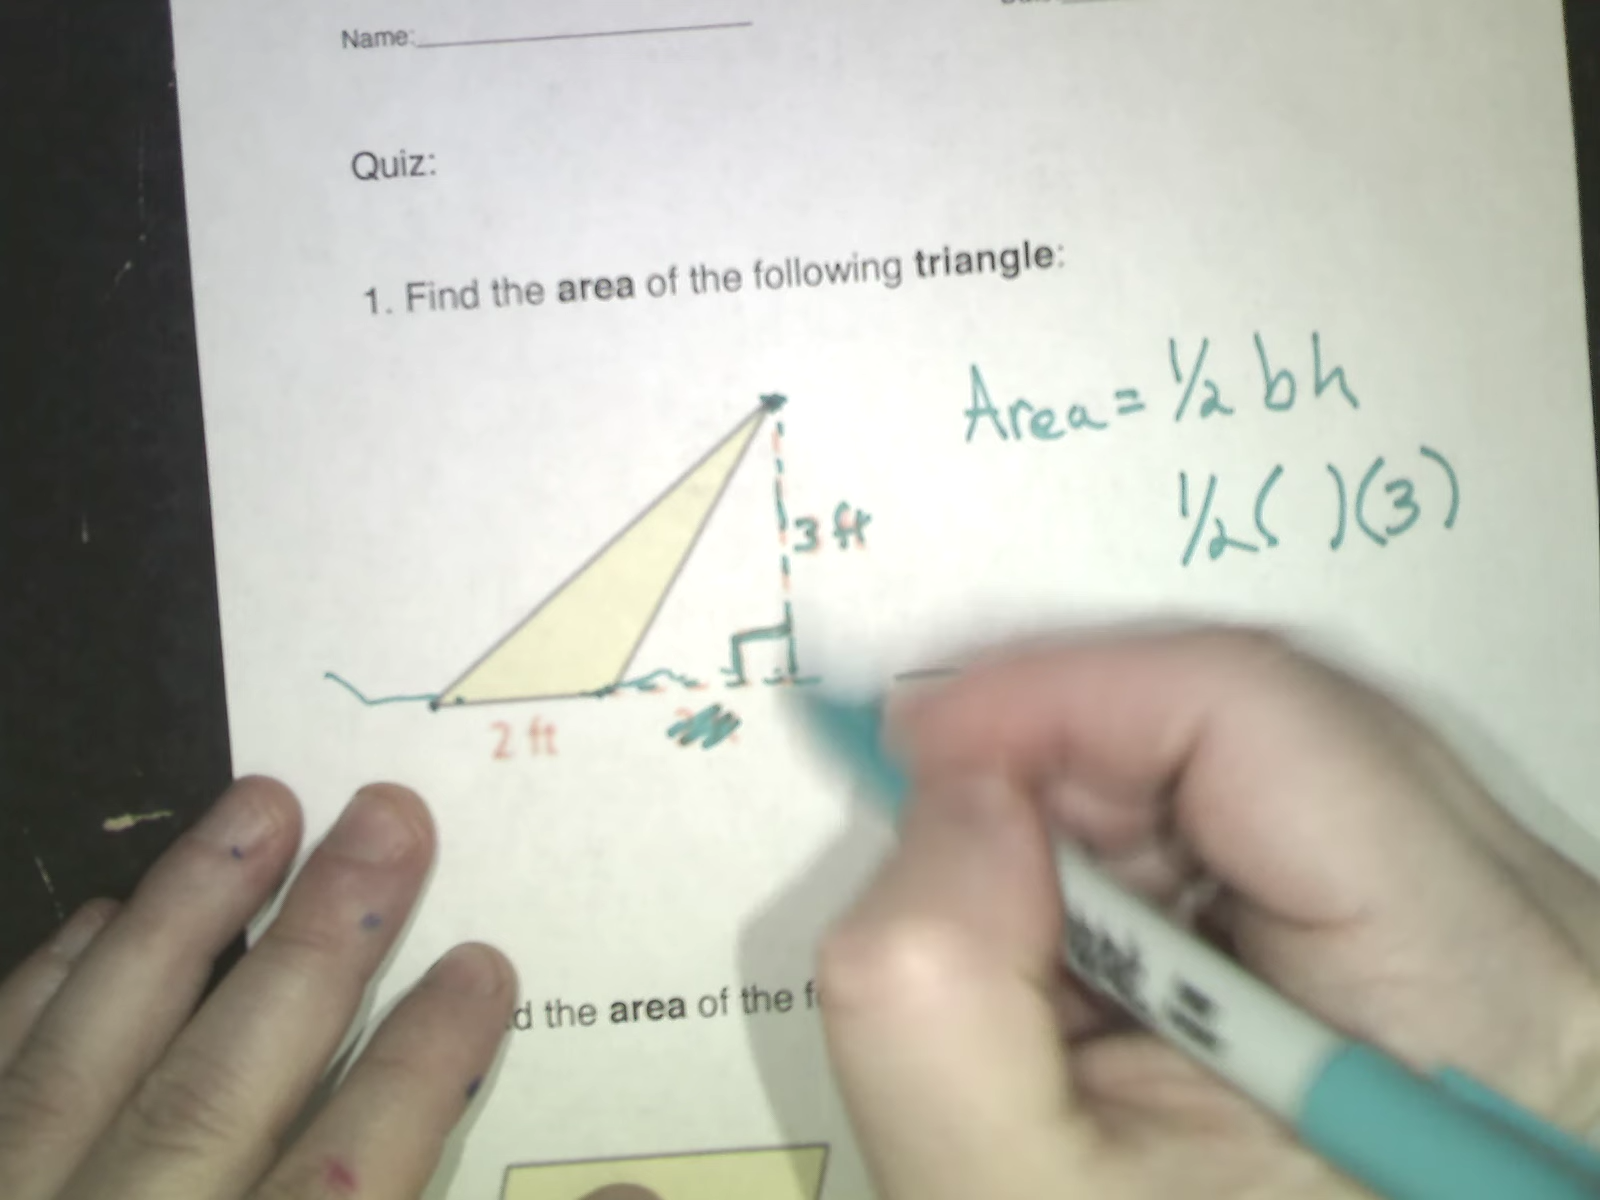 Name:
Quiz:
1. Find the area of the following triangle:
Area = ½ bh
½ ( )(3)
3 ft
2 ft
d the area of the f